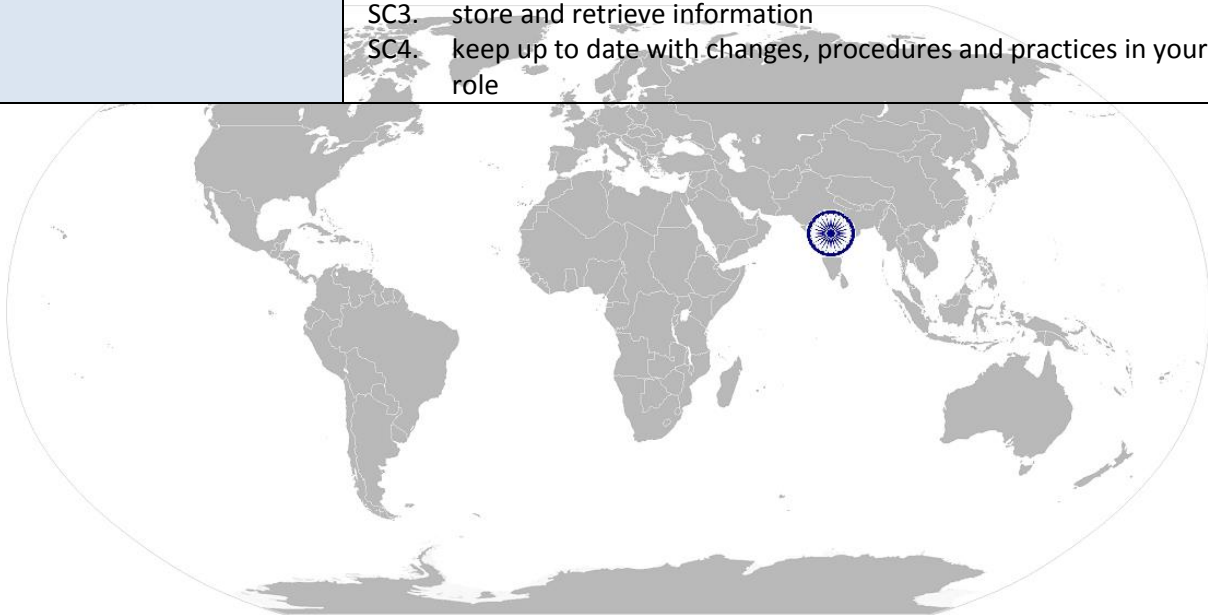 SC3. store and retrieve information
SC4. keep up to date with changes, procedures and practices in your
role